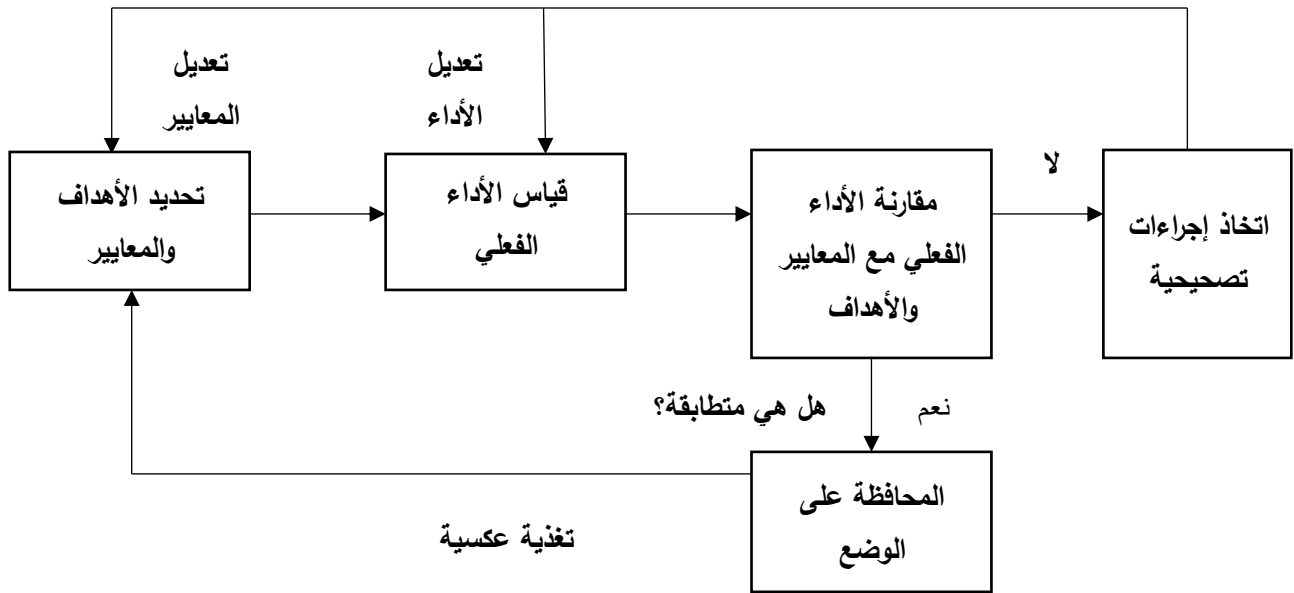 تعديل
المعايير
تعديل
الأداء
تحديد الأهداف
والمعايير
قياس الأداء
الفعلي
مقارنة الأداء
الفعلي مع المعايير
والأهداف
لا
اتخاذ إجراءات
تصحيحية
هل هي متطابقة؟
نعم
المحافظة على
الوضع
تغذية عكسية